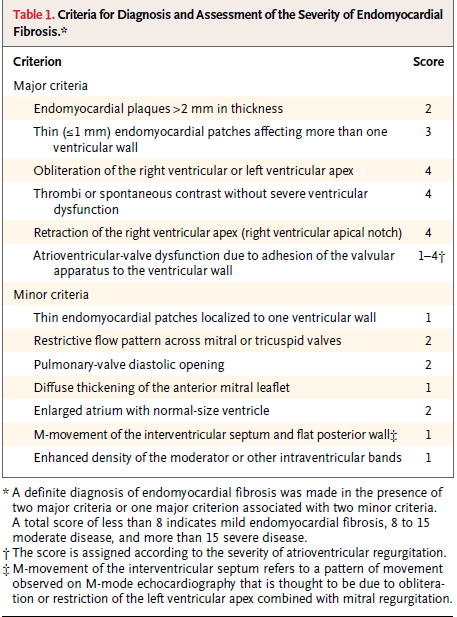 Table 1. Criteria for Diagnosis and Assessment of the Severity of Endomyocardial
Fibrosis.*
Criterion Score
Major criteria
Endomyocardial plaques >2 mm in thickness 2
Thin (≤1 mm) endomyocardial patches affecting more than one 3
ventricular wall
Obliteration of the right ventricular or left ventricular apex 4
Thrombi or spontaneous contrast without severe ventricular 4
dysfunction
Retraction of the right ventricular apex (right ventricular apical notch) 4
Atrioventricular-valve dysfunction due to adhesion of the valvular 1–4†
apparatus to the ventricular wall
Minor criteria
Thin endomyocardial patches localized to one ventricular wall 1
Restrictive flow pattern across mitral or tricuspid valves 2
Pulmonary-valve diastolic opening 2
Diffuse thickening of the anterior mitral leaflet 1
Enlarged atrium with normal-size ventricle 2
M-movement of the interventricular septum and flat posterior wall‡ 1
Enhanced density of the moderator or other intraventricular bands 1
* A definite diagnosis of endomyocardial fibrosis was made in the presence of
two major criteria or one major criterion associated with two minor criteria.
A total score of less than 8 indicates mild endomyocardial fibrosis, 8 to 15
moderate disease, and more than 15 severe disease.
† The score is assigned according to the severity of atrioventricular regurgitation.
‡ M-movement of the interventricular septum refers to a pattern of movement
observed on M-mode echocardiography that is thought to be due to oblitera-
tion or restriction of the left ventricular apex combined with mitral regurgitation.